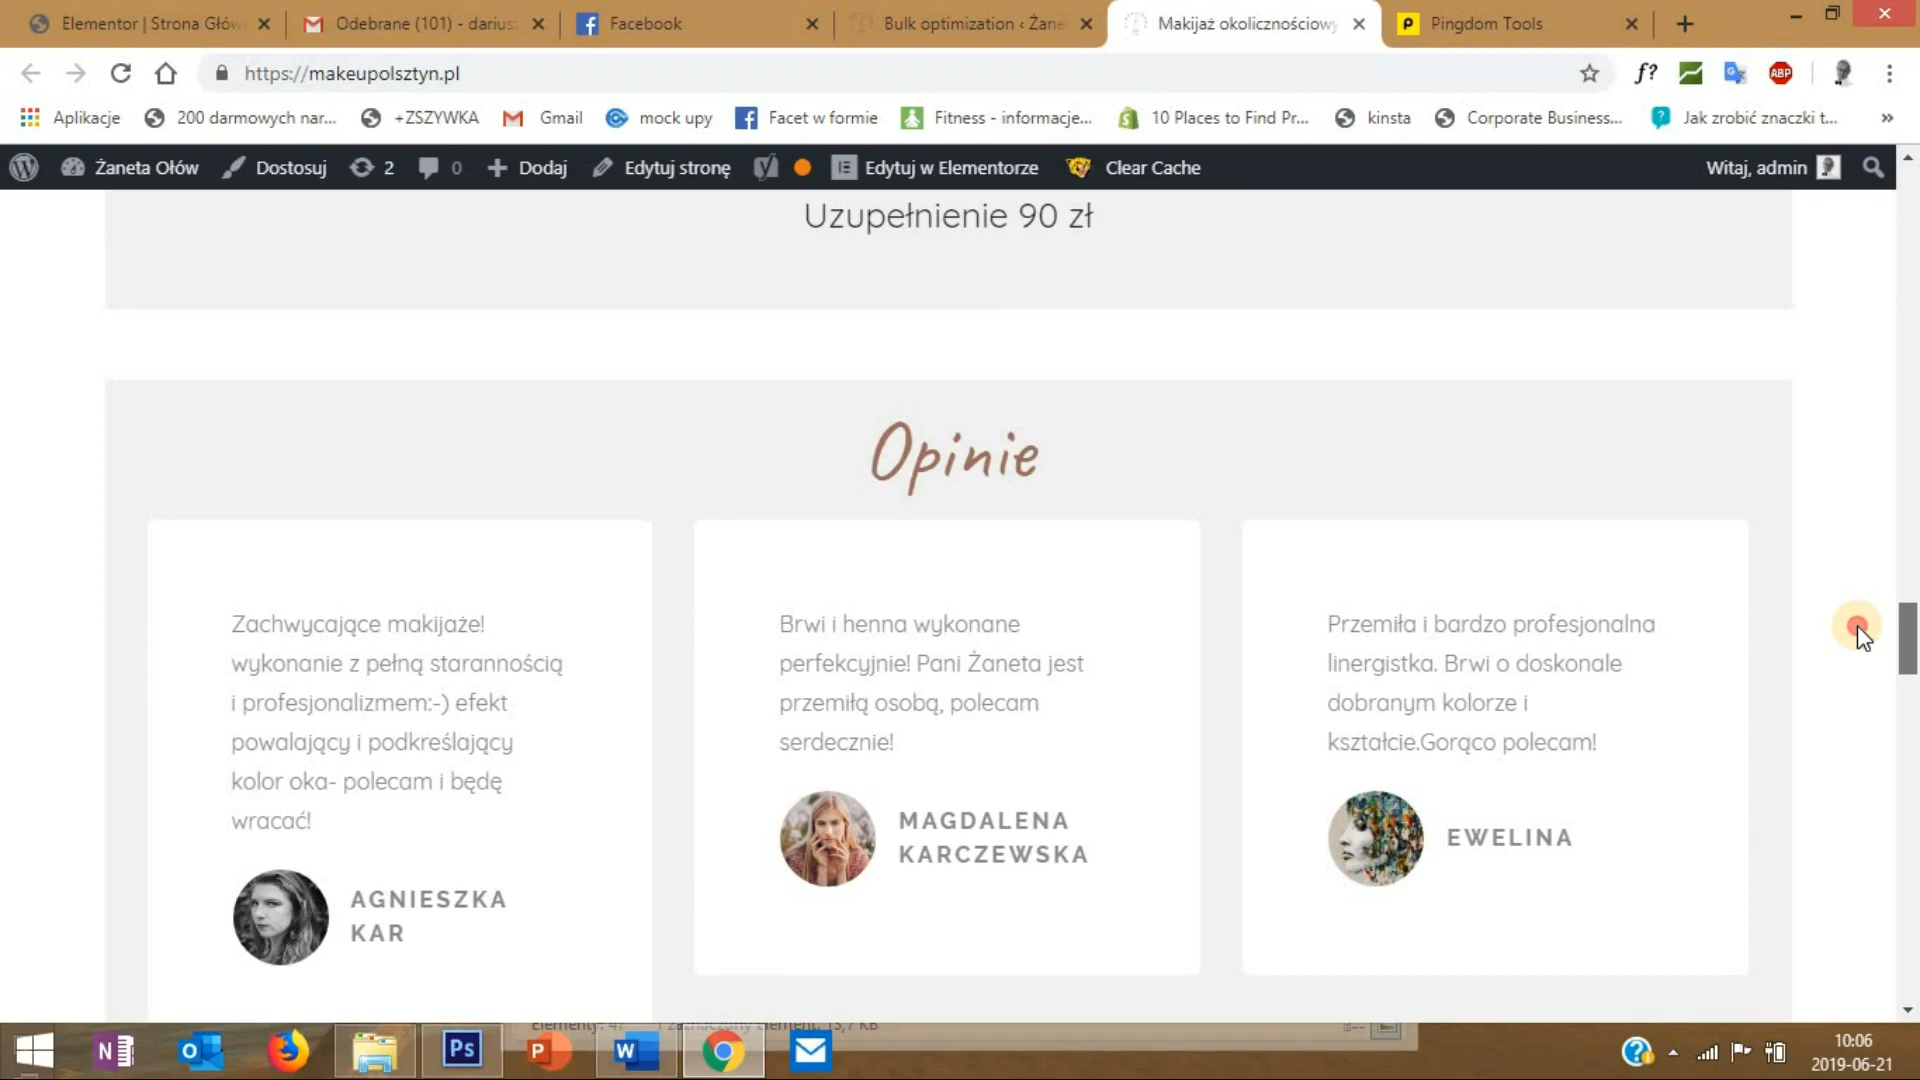 Elementor | Strona Głów
Odebrane (101) - darius
Facebook
Bulk optimization ‹ Żane
Makijaż okolicznościowy
Pingdom Tools
https://makeupolsztyn.pl
f?
ABP
Aplikacje
200 darmowych nar...
+ZSZYWKA
Gmail
mock upy
Facet w formie
Fitness - informacje...
10 Places to Find Pr...
kinsta
Corporate Business...
Jak zrobić znaczki t...
»
Żaneta Ołów
Dostosuj
2
0
Dodaj
Edytuj stronę
Edytuj w Elementorze
Clear Cache
Witaj, admin
Uzupełnienie 90 zł
Opinie
Zachwycające makijaże!
wykonanie z pełną starannością
i profesjonalizmem:-) efekt
powalający i podkreślający
kolor oka- polecam i będę
wracać!
AGNIESZKA
KAR
Brwi i henna wykonane
perfekcyjnie! Pani Żaneta jest
przemiłą osobą, polecam
serdecznie!
MAGDALENA
KARCZEWSKA
Przemiła i bardzo profesjonalna
linergistka. Brwi o doskonale
dobranym kolorze i
kształcie.Gorąco polecam!
EWELINA
10:06
2019-06-21